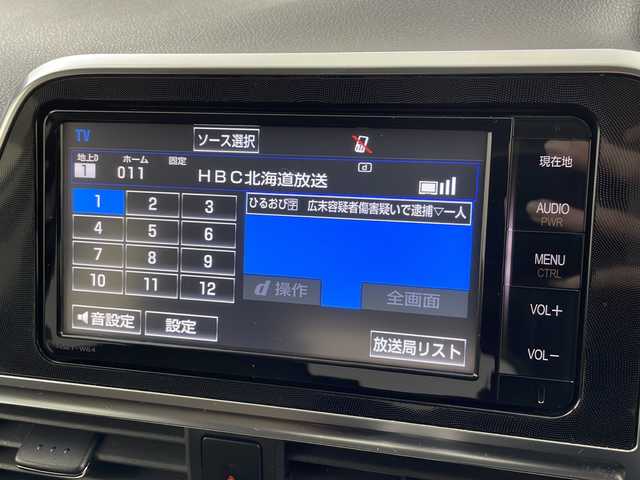 TV
ソース選択
地上D ホーム 固定
1 011 HBC北海道放送
d
1 2 3
4 5 6
7 8 9
10 11 12
ひるおび🈑 広末容疑者傷害疑いで逮捕▽一人
d 操作
全画面
音設定
設定
放送局リスト
現在地
AUDIO
PWR
MENU
CTRL
VOL+
VOL-